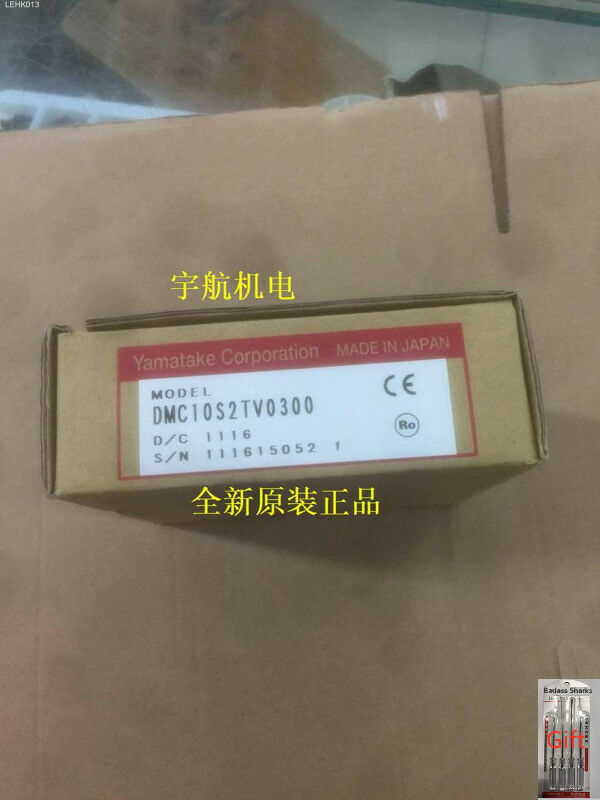 LEHK013
宇航机电
Yamatake Corporation MADE IN JAPAN
MODEL
DMC10S2TV0300
CE
D/C 1116
Ro
S/N 111615052 f
全新原装正品
Badass Sharks
Gift